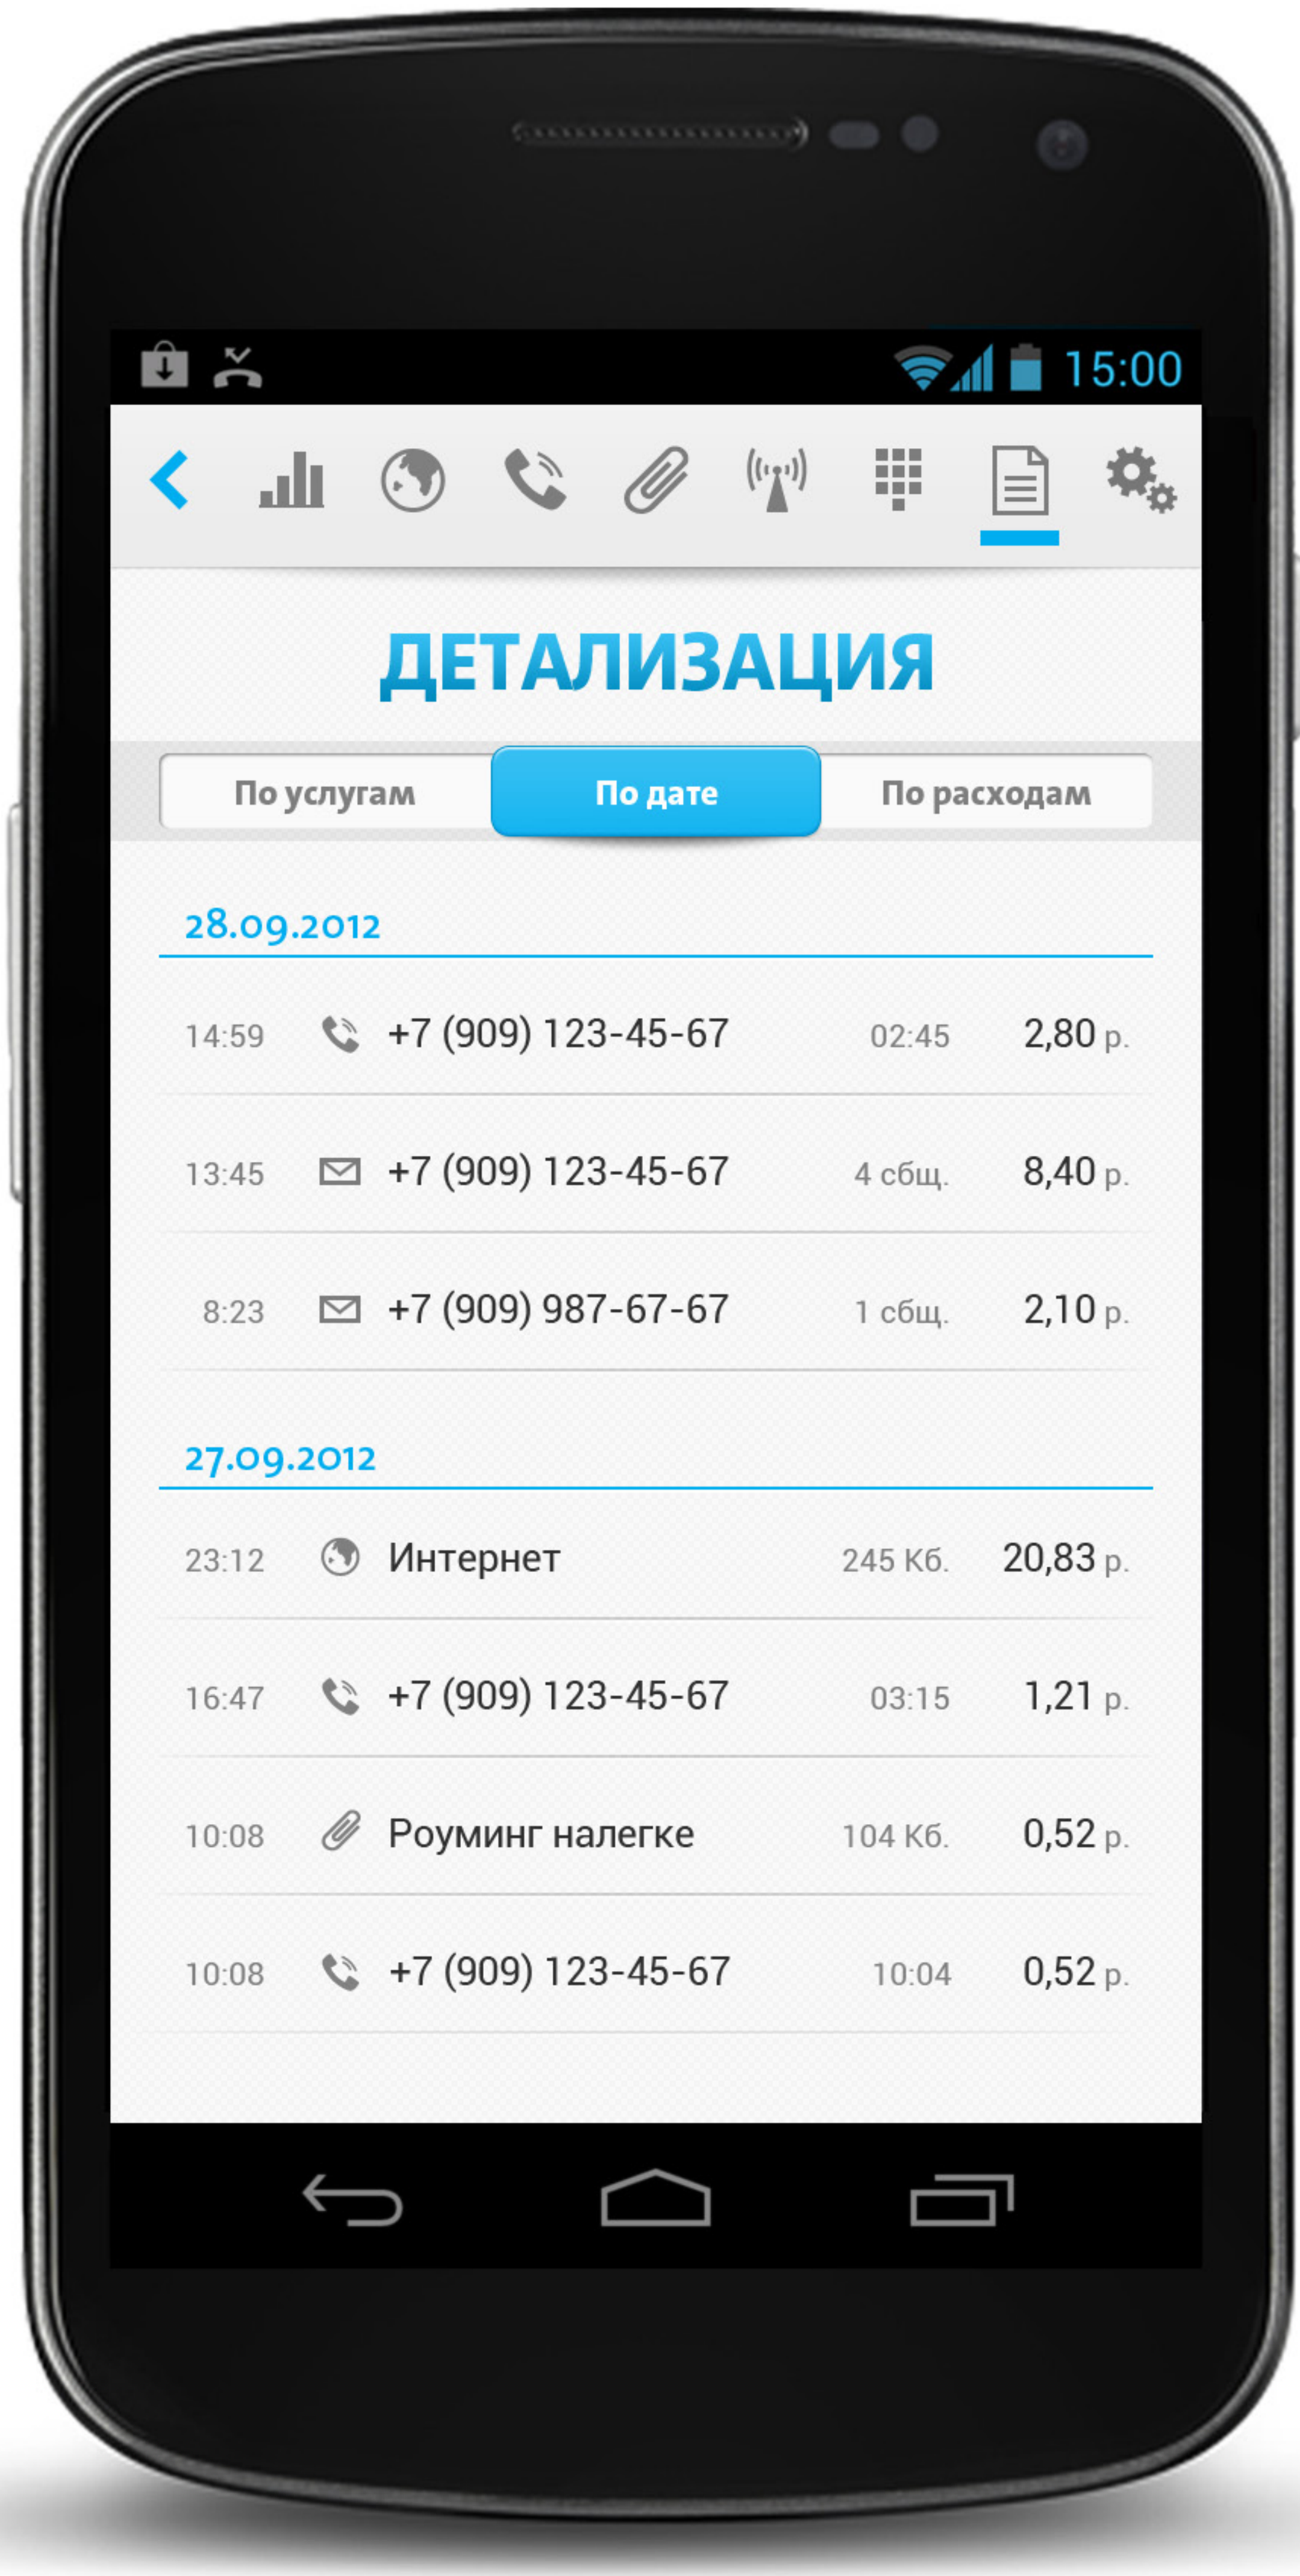 15:00
ДЕТАЛИЗАЦИЯ
По услугам По дате По расходам
28.09.2012
14:59 +7 (909) 123-45-67 02:45 2,80 р.
13:45 +7 (909) 123-45-67 4 сбщ. 8,40 р.
8:23 +7 (909) 987-67-67 1 сбщ. 2,10 р.
27.09.2012
23:12 Интернет 245 Кб. 20,83 р.
16:47 +7 (909) 123-45-67 03:15 1,21 р.
10:08 Роуминг налегке 104 Кб. 0,52 р.
10:08 +7 (909) 123-45-67 10:04 0,52 р.